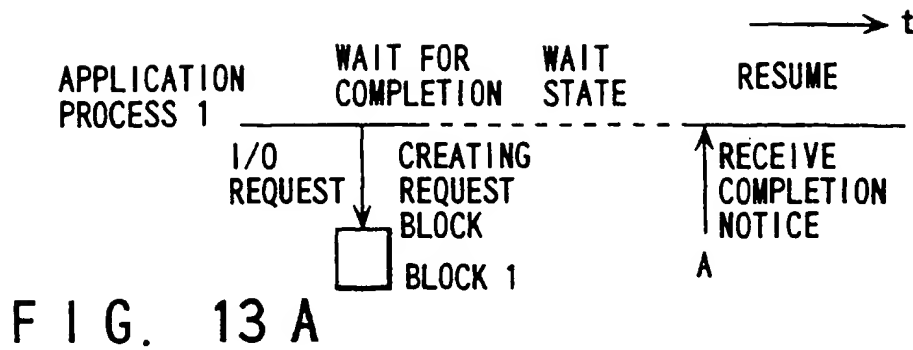 t
APPLICATION
PROCESS 1
WAIT FOR
COMPLETION
WAIT
STATE
RESUME
I/O
REQUEST
CREATING
REQUEST
BLOCK
BLOCK 1
RECEIVE
COMPLETION
NOTICE
A
FIG. 13 A